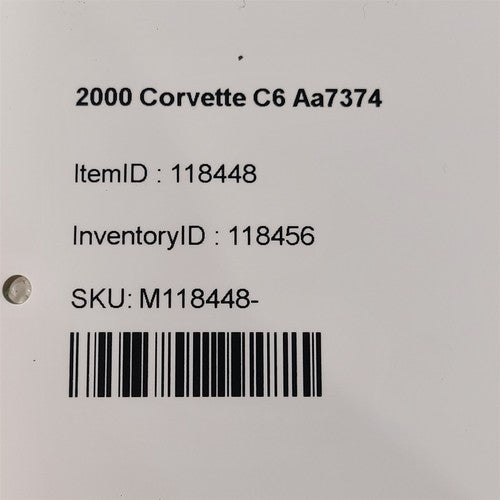 2000 Corvette C6 Aa7374
ItemID : 118448
InventoryID : 118456
SKU: M118448-